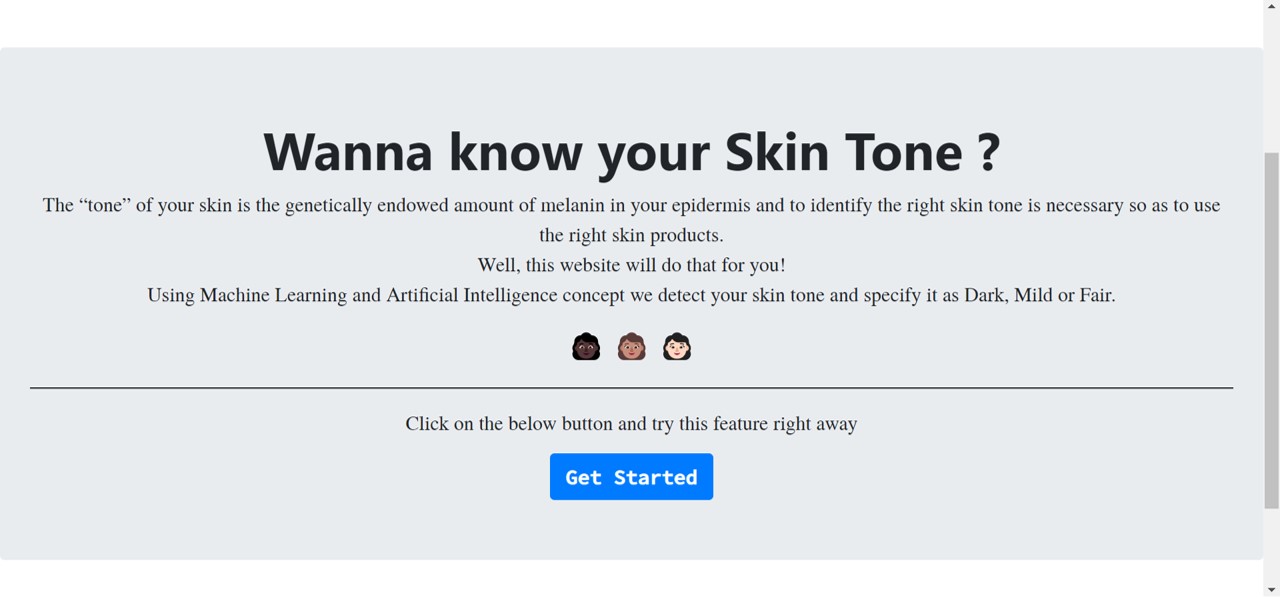 Wanna know your Skin Tone ?
The “tone” of your skin is the genetically endowed amount of melanin in your epidermis and to identify the right skin tone is necessary so as to use
the right skin products.
Well, this website will do that for you!
Using Machine Learning and Artificial Intelligence concept we detect your skin tone and specify it as Dark, Mild or Fair.
Click on the below button and try this feature right away
Get Started